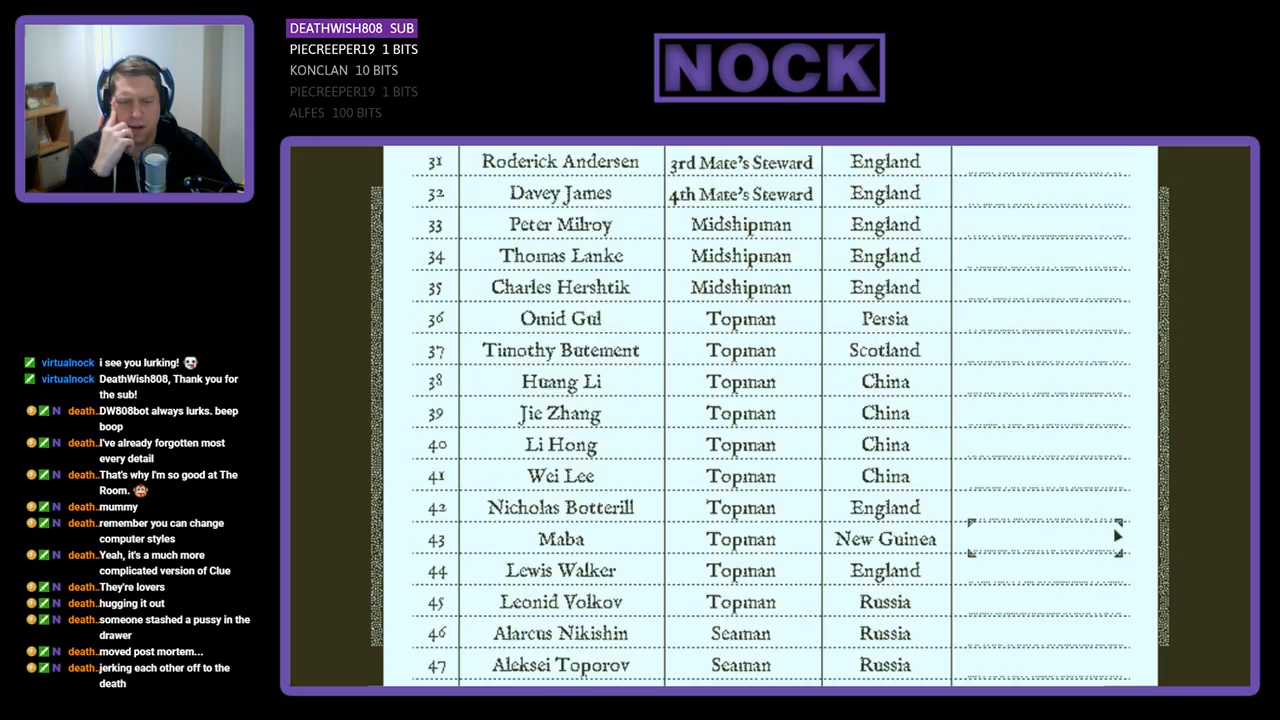 DEATHWISH808 SUB
PIECREEPER19 1 BITS
KONCLAN 10 BITS
PIECREEPER19 1 BITS
ALFE5 100 BITS
NOCK
virtualnock i see you lurking!
virtualnock DeathWish808, Thank you for
the sub!
N death.. DW808bot always lurks. beep
boop
N death.. I've already forgotten most
every detail
N death.. That's why I'm so good at The
Room.
N death.. mummy
N death.. remember you can change
computer styles
N death.. Yeah, it's a much more
complicated version of Clue
N death.. They're lovers
N death.. hugging it out
N death.. someone stashed a pussy in the
drawer
N death.. moved post mortem...
N death.. jerking each other off to the
death
31 Roderick Andersen 3rd Mate's Steward England
32 Davey James 4th Mate's Steward England
33 Peter Milroy Midshipman England
34 Thomas Lanke Midshipman England
35 Charles Hershtik Midshipman England
36 Omid Gul Topman Persia
37 Timothy Butement Topman Scotland
38 Huang Li Topman China
39 Jie Zhang Topman China
40 Li Hong Topman China
41 Wei Lee Topman China
42 Nicholas Botterill Topman England
43 Maba Topman New Guinea
44 Lewis Walker Topman England
45 Leonid Volkov Topman Russia
46 Alarcus Nikishin Seaman Russia
47 Aleksei Toporov Seaman Russia